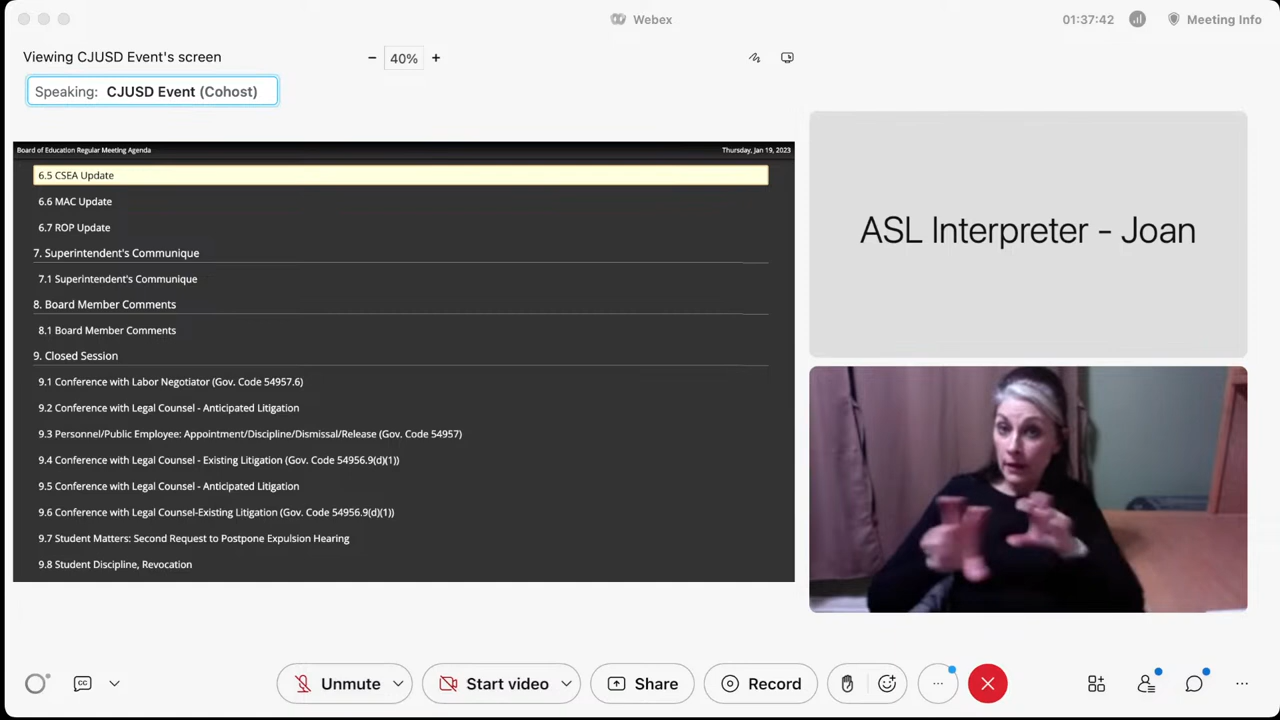 Webex
01:37:42
Meeting Info
Viewing CJUSD Event's screen
40%
Speaking: CJUSD Event (Cohost)
Board of Education Regular Meeting Agenda
Thursday, Jan 19, 2023
6.5 CSEA Update
6.6 MAC Update
6.7 ROP Update
7. Superintendent's Communique
7.1 Superintendent's Communique
8. Board Member Comments
8.1 Board Member Comments
9. Closed Session
9.1 Conference with Labor Negotiator (Gov. Code 54957.6)
9.2 Conference with Legal Counsel - Anticipated Litigation
9.3 Personnel/Public Employee: Appointment/Discipline/Dismissal/Release (Gov. Code 54957)
9.4 Conference with Legal Counsel - Existing Litigation (Gov. Code 54956.9(d)(1))
9.5 Conference with Legal Counsel - Anticipated Litigation
9.6 Conference with Legal Counsel-Existing Litigation (Gov. Code 54956.9(d)(1))
9.7 Student Matters: Second Request to Postpone Expulsion Hearing
9.8 Student Discipline, Revocation
ASL Interpreter - Joan
CC
Unmute
Start video
Share
Record